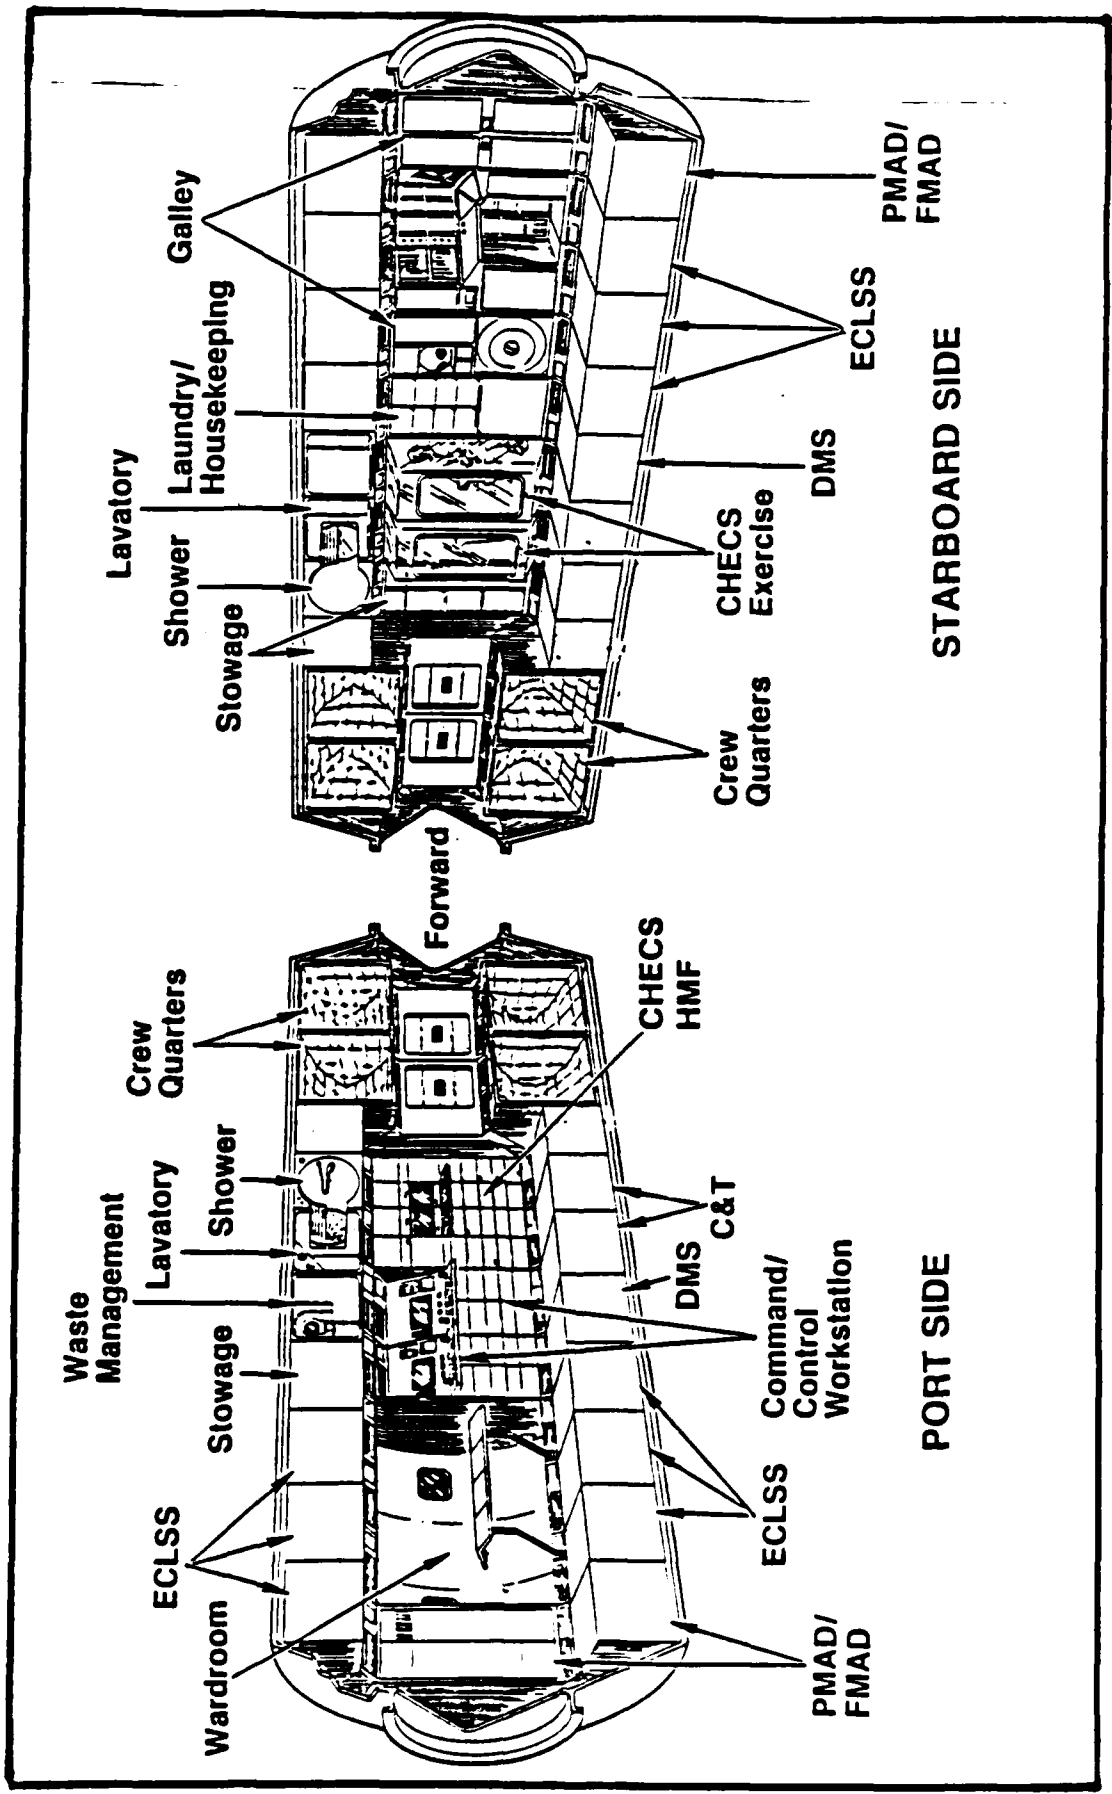 Crew
Quarters
Shower
Lavatory
Waste
Management
Stowage
ECLSS
Wardroom
Forward
CHECS
HMF
C&T
DMS
Command/
Control
Workstation
ECLSS
PMAD/
FMAD
PORT SIDE
Galley
Laundry/
Housekeeping
Lavatory
Shower
Stowage
PMAD/
FMAD
ECLSS
DMS
CHECS
Exercise
Crew
Quarters
STARBOARD SIDE